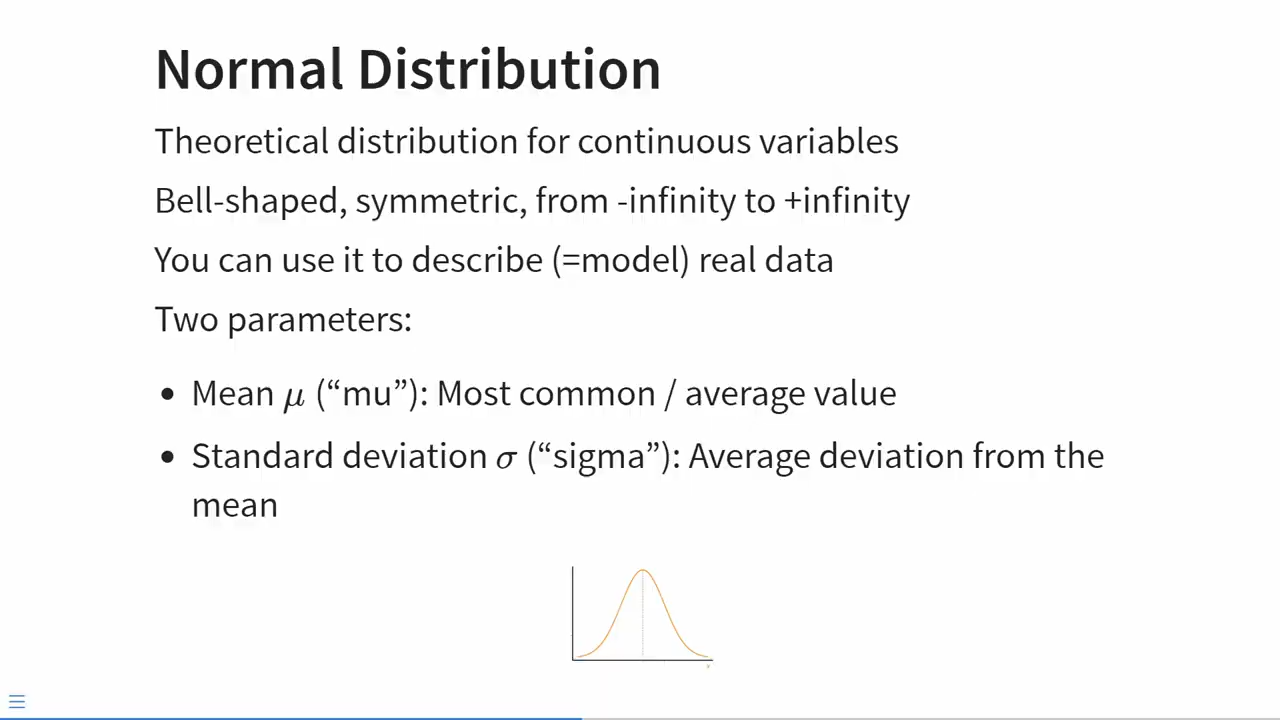 Normal Distribution
Theoretical distribution for continuous variables
Bell-shaped, symmetric, from -infinity to +infinity
You can use it to describe (=model) real data
Two parameters:
• Mean μ (“mu”): Most common / average value
• Standard deviation σ (“sigma”): Average deviation from the
mean